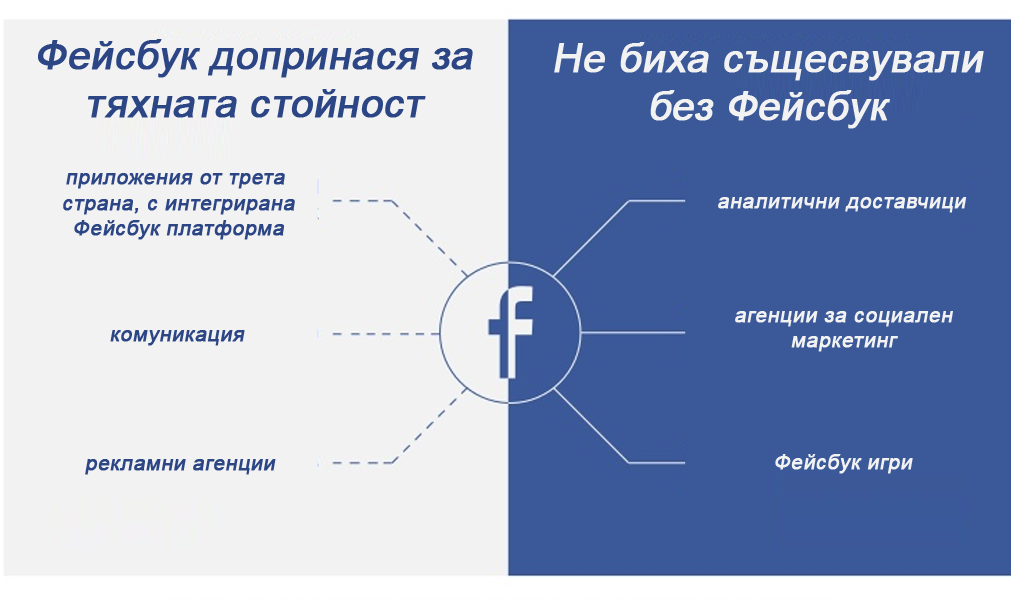 Фейсбук допринася за
тяхната стойност
приложения от трета
страна, с интегрирана
Фейсбук платформа
комуникация
рекламни агенции
Не биха същесвували
без Фейсбук
аналитични доставчици
агенции за социален
маркетинг
Фейсбук игри
f